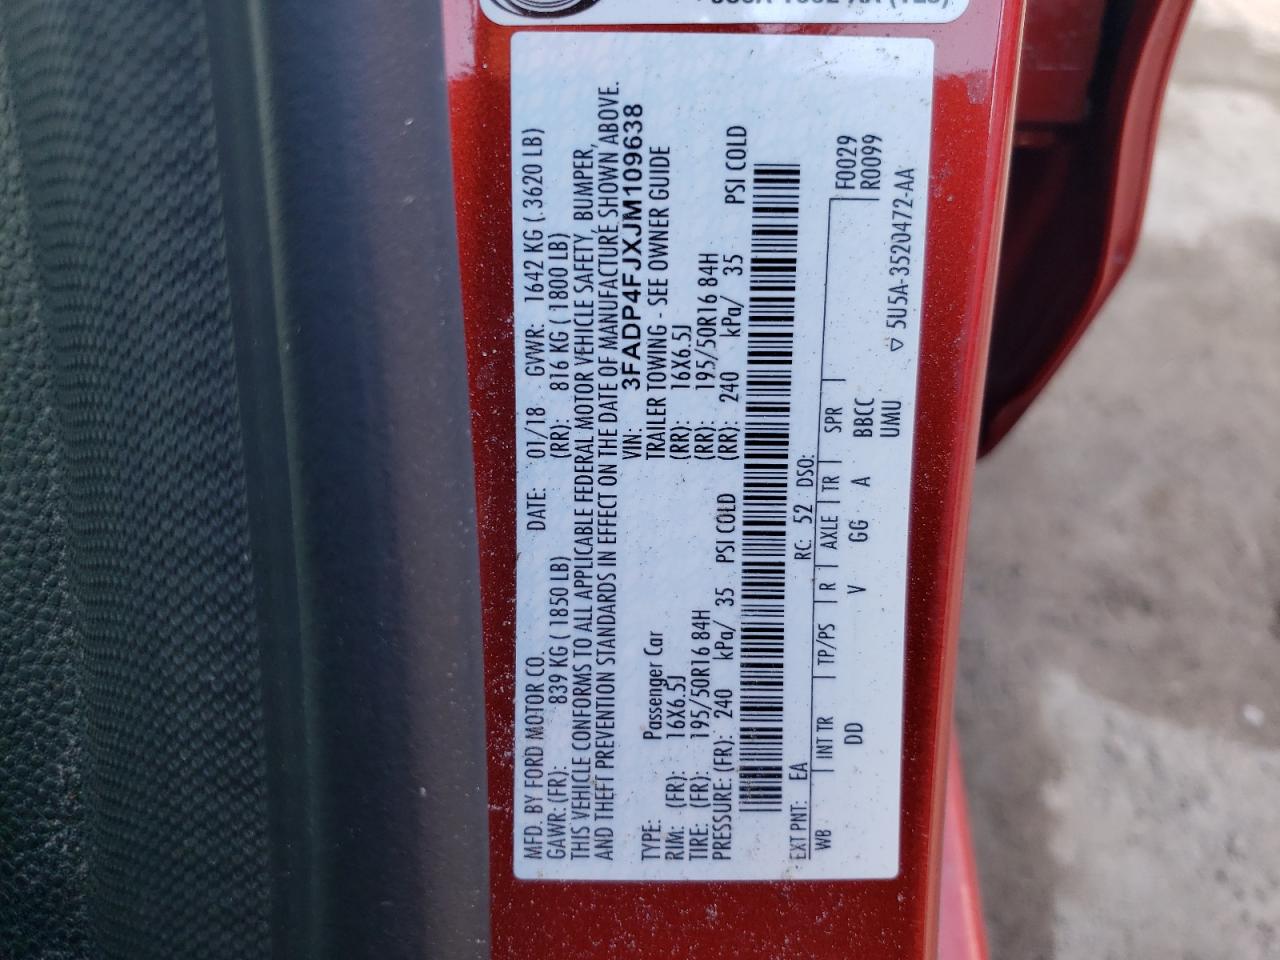 MFD. BY FORD MOTOR CO. DATE: 01/18 GVWR: 1642 KG (.3620 LB)
GAWR: (FR): 839 KG ( 1850 LB) (RR): 816 KG ( 1800 LB)
THIS VEHICLE CONFORMS TO ALL APPLICABLE FEDERAL MOTOR VEHICLE SAFETY, BUMPER,
AND THEFT PREVENTION STANDARDS IN EFFECT ON THE DATE OF MANUFACTURE SHOWN ABOVE.
VIN: 3FADP4FJXJM109638
TYPE: Passenger Car TRAILER TOWING - SEE OWNER GUIDE
RIM: (FR): 16X6.5J (RR): 16X6.5J
TIRE: (FR): 195/50R16 84H (RR): 195/50R16 84H
PRESSURE: (FR): 240 kPa/ 35 PSI COLD (RR): 240 kPa/ 35 PSI COLD
EXT PNT: EA RC: 52 DSO:
WB INT TR TP/PS R AXLE TR SPR F0029
DD V GG A BBCC R0099
UMU
▽ 5U5A-3520472-AA